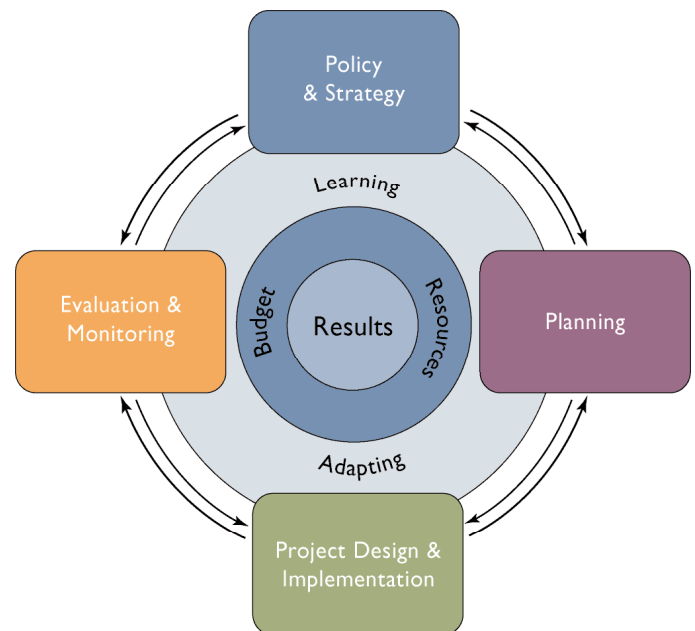 Policy
& Strategy
Learning
Evaluation &
Monitoring
Budget
Results
Resources
Planning
Adapting
Project Design &
Implementation